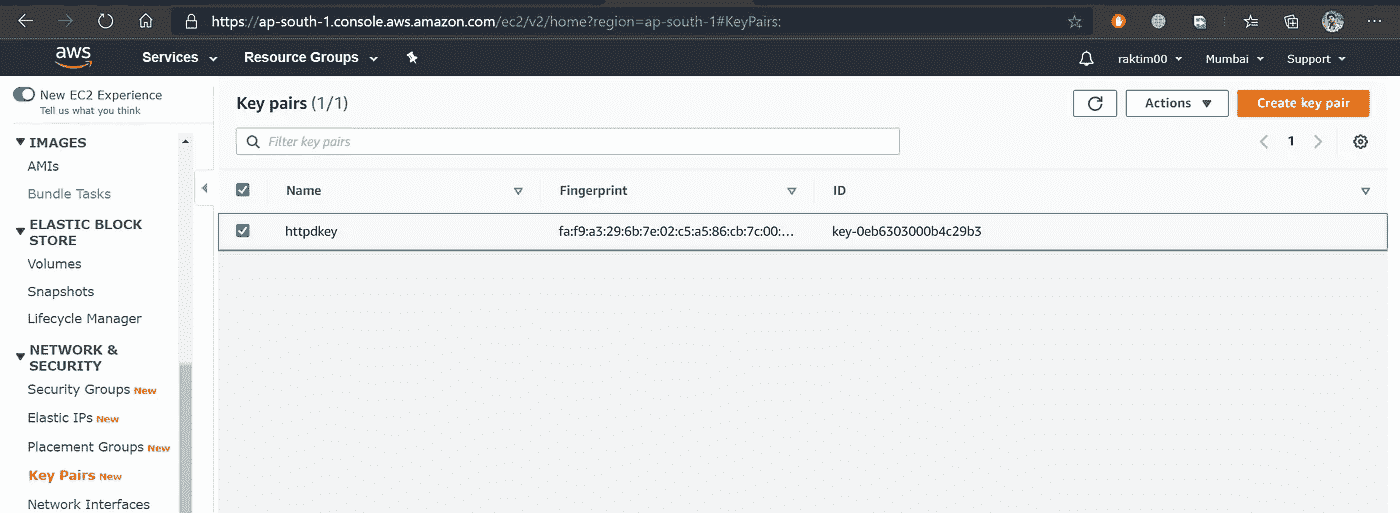 https://ap-south-1.console.aws.amazon.com/ec2/v2/home?region=ap-south-1#KeyPairs:
aws Services Resource Groups raktim00 Mumbai Support
New EC2 Experience
Tell us what you think
IMAGES
AMIs
Bundle Tasks
ELASTIC BLOCK
STORE
Volumes
Snapshots
Lifecycle Manager
NETWORK &
SECURITY
Security Groups New
Elastic IPs New
Placement Groups New
Key Pairs New
Network Interfaces
Key pairs (1/1) Actions Create key pair
Filter key pairs 1
Name Fingerprint ID
httpdkey fa:f9:a3:29:6b:7e:02:c5:a5:86:cb:7c:00:... key-0eb6303000b4c29b3